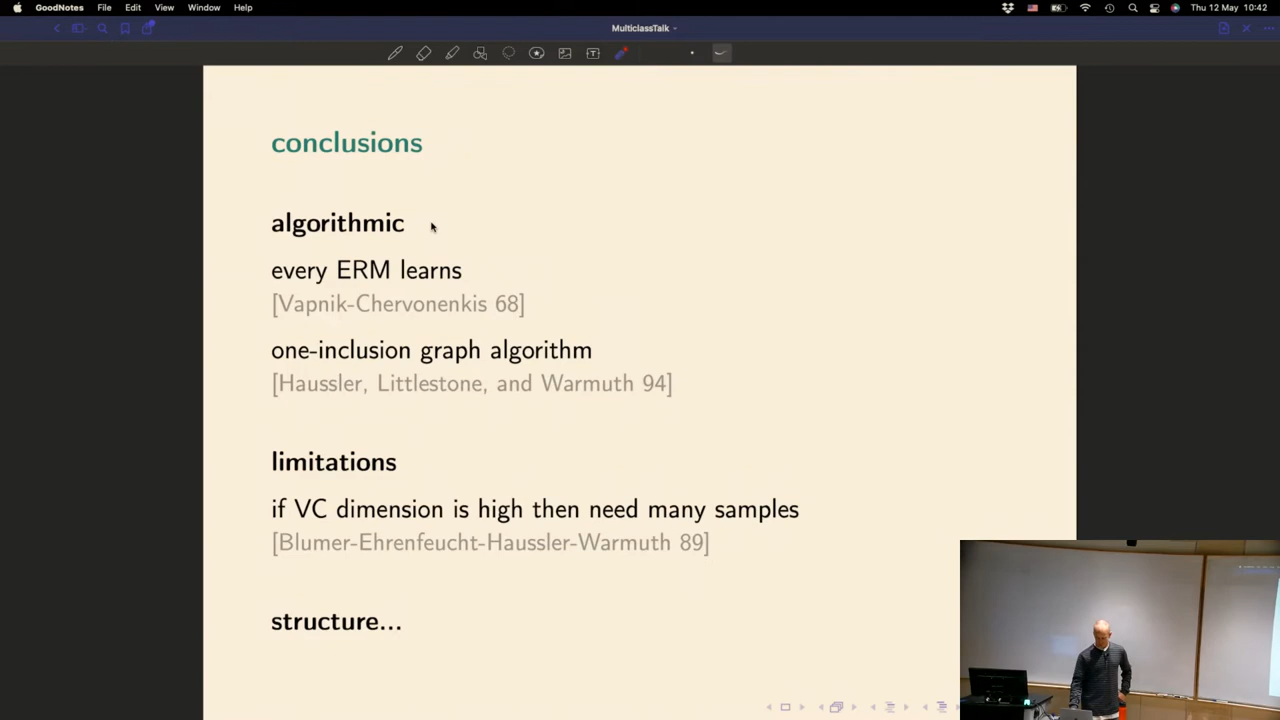 GoodNotes File Edit View Window Help
Thu 12 May 10:42
MulticlassTalk
conclusions
algorithmic
every ERM learns
[Vapnik-Chervonenkis 68]
one-inclusion graph algorithm
[Haussler, Littlestone, and Warmuth 94]
limitations
if VC dimension is high then need many samples
[Blumer-Ehrenfeucht-Haussler-Warmuth 89]
structure...